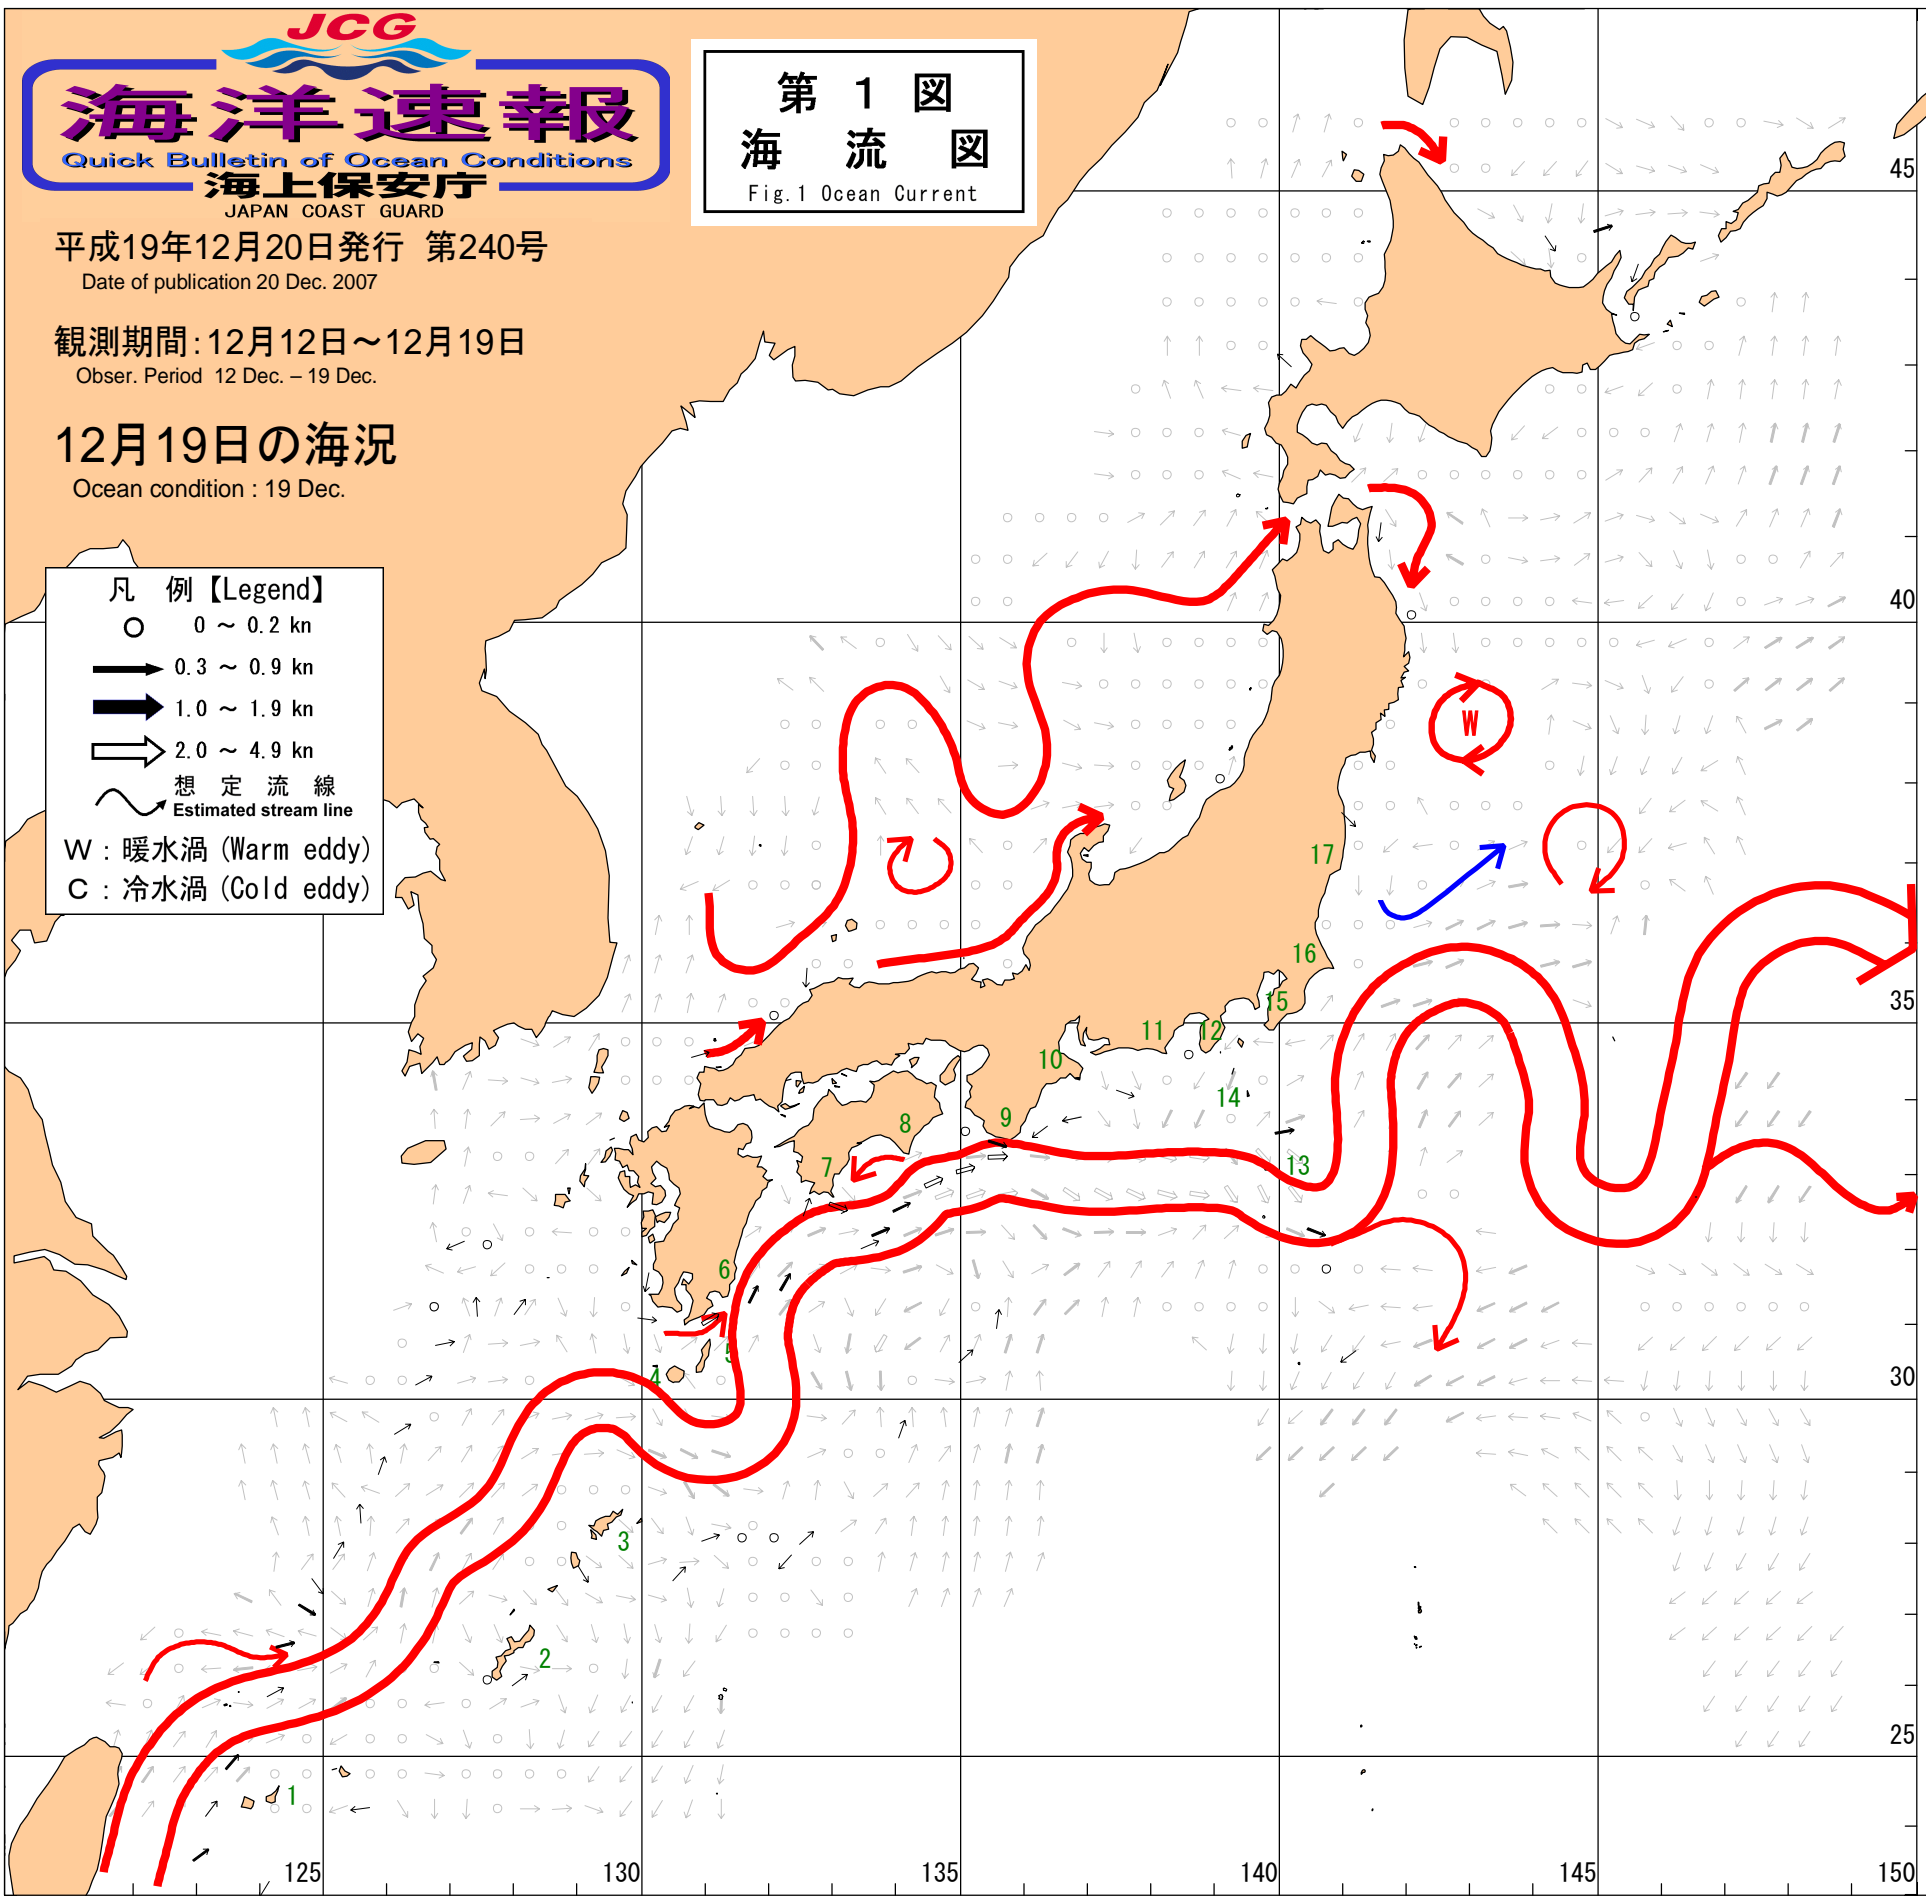 JCG
海洋速報
Quick Bulletin of Ocean Conditions
海上保安庁
JAPAN COAST GUARD
平成19年12月20日発行 第240号
Date of publication 20 Dec. 2007
観測期間:12月12日~12月19日
Obser. Period 12 Dec. – 19 Dec.
12月19日の海況
Ocean condition : 19 Dec.
第 1 図
海 流 図
Fig.1 Ocean Current
凡 例【Legend】
0 ~ 0.2 kn
0.3 ~ 0.9 kn
1.0 ~ 1.9 kn
2.0 ~ 4.9 kn
想 定 流 線
Estimated stream line
W : 暖水渦 (Warm eddy)
C : 冷水渦 (Cold eddy)
45
40
W
17
16
35
15
11
12
10
14
9
8
7
13
6
5
4
30
3
2
25
1
125
130
135
140
145
150